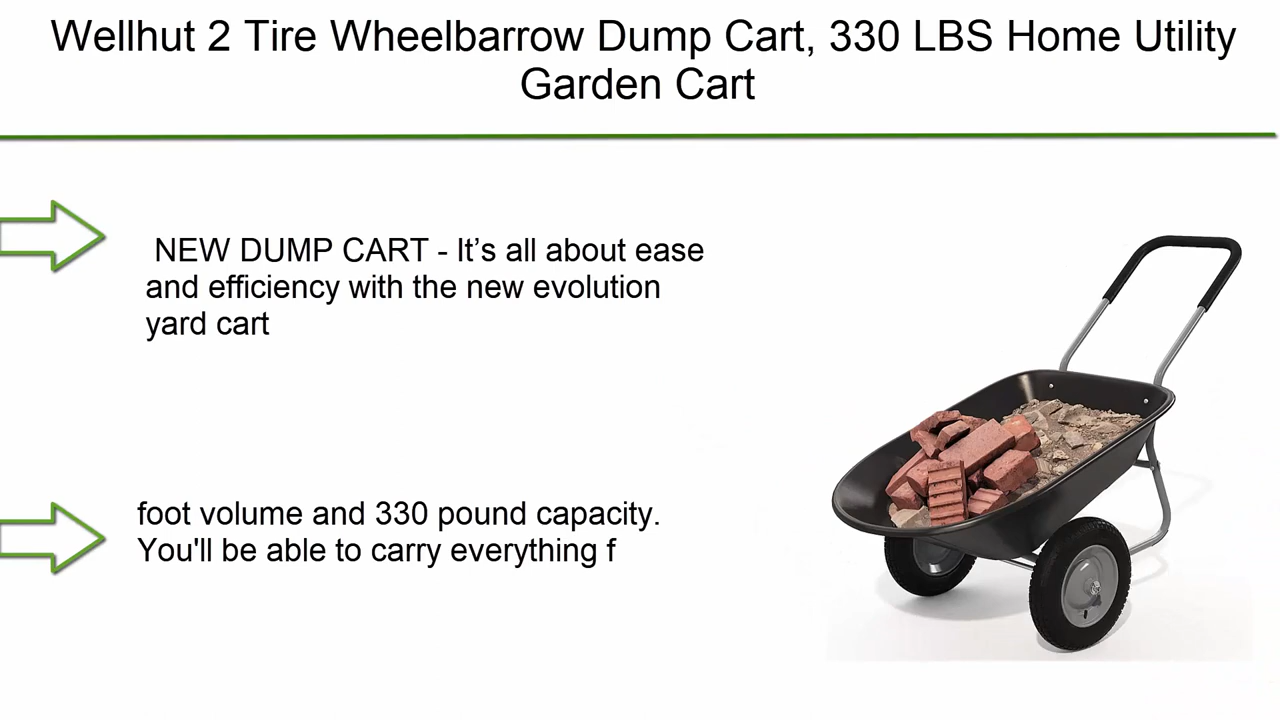 Wellhut 2 Tire Wheelbarrow Dump Cart, 330 LBS Home Utility
Garden Cart
NEW DUMP CART - It’s all about ease
and efficiency with the new evolution
yard cart
foot volume and 330 pound capacity.
You'll be able to carry everything f